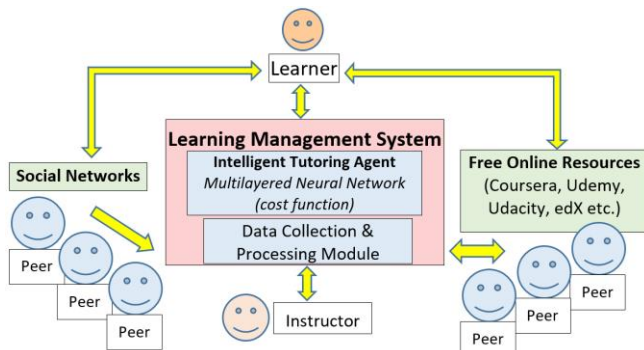 Learner
Learning Management System
Intelligent Tutoring Agent
Multilayered Neural Network
(cost function)
Data Collection &
Processing Module
Social Networks
Free Online Resources
(Coursera, Udemy,
Udacity, edX etc.)
Peer
Peer
Peer
Peer
Peer
Peer
Instructor